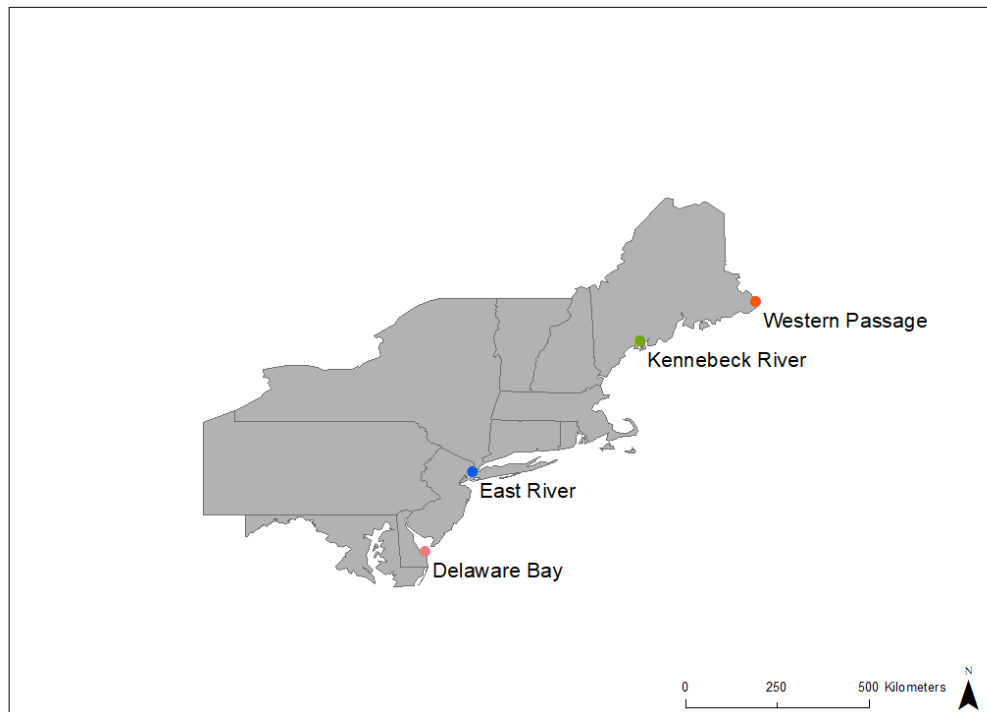 Western Passage
Kennebeck River
East River
Delaware Bay
N
0 250 500 Kilometers